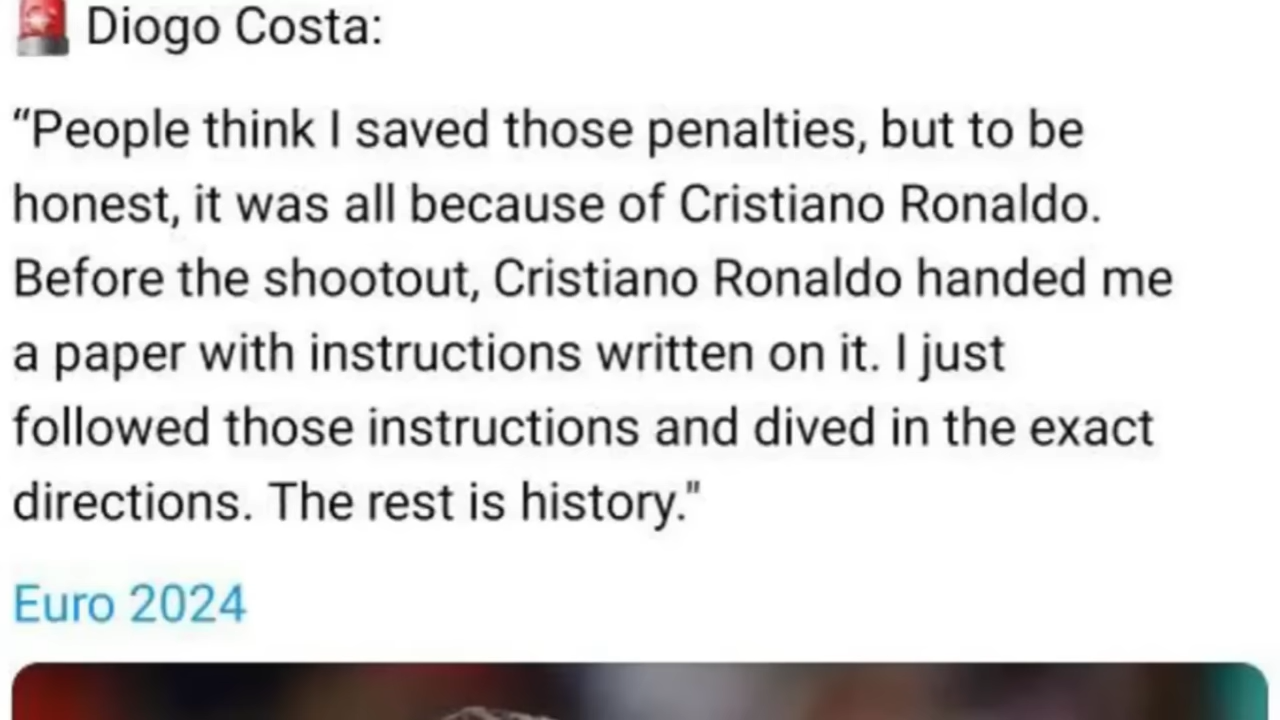 🚨 Diogo Costa:
“People think I saved those penalties, but to be
honest, it was all because of Cristiano Ronaldo.
Before the shootout, Cristiano Ronaldo handed me
a paper with instructions written on it. I just
followed those instructions and dived in the exact
directions. The rest is history."
Euro 2024